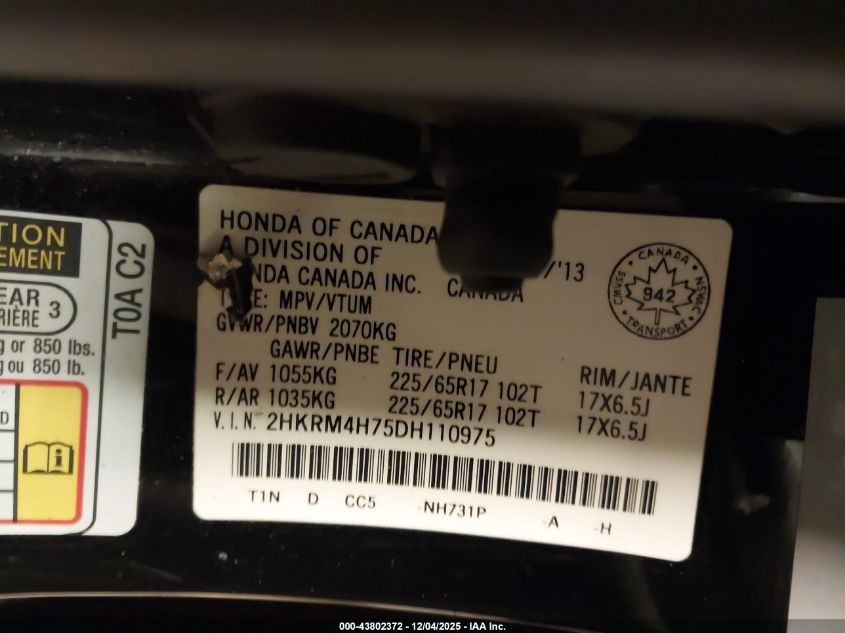 TION
EMENT
EAR
RIÈRE 3
g or 850 lbs.
g ou 850 lb.
D
i
T0A C2
HONDA OF CANADA
A DIVISION OF
NDA CANADA INC.
CANADA
/'13
CANADA
CMVSS
942
NSVAC
TRANSPORT
E: MPV/VTUM
GVWR/PNBV 2070KG
GAWR/PNBE TIRE/PNEU RIM/JANTE
F/AV 1055KG 225/65R17 102T 17X6.5J
R/AR 1035KG 225/65R17 102T 17X6.5J
V.I.N. 2HKRM4H75DH110975
T1N D CC5 -NH731P -A -H
000-43802372 - 12/04/2025 - IAA Inc.